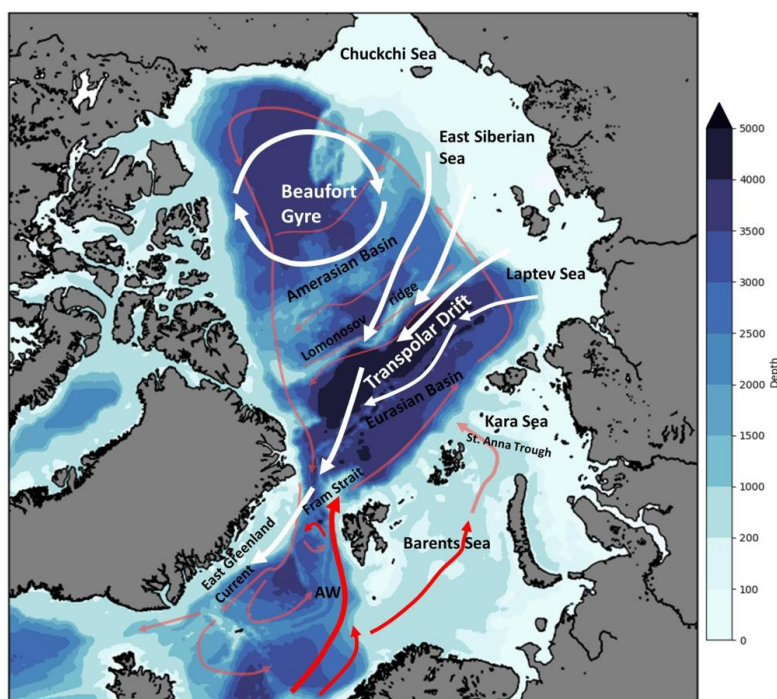 Chuckchi Sea
East Siberian
Sea
Beaufort
Gyre
Amerasian Basin
Laptev Sea
Lomonosov ridge
Transpolar Drift
Eurasian Basin
Kara Sea
St. Anna Trough
Fram Strait
Barents Sea
East Greenland
Current
AW
5000
4000
3500
3000
2500
2000
1500
1000
200
100
0
Depth